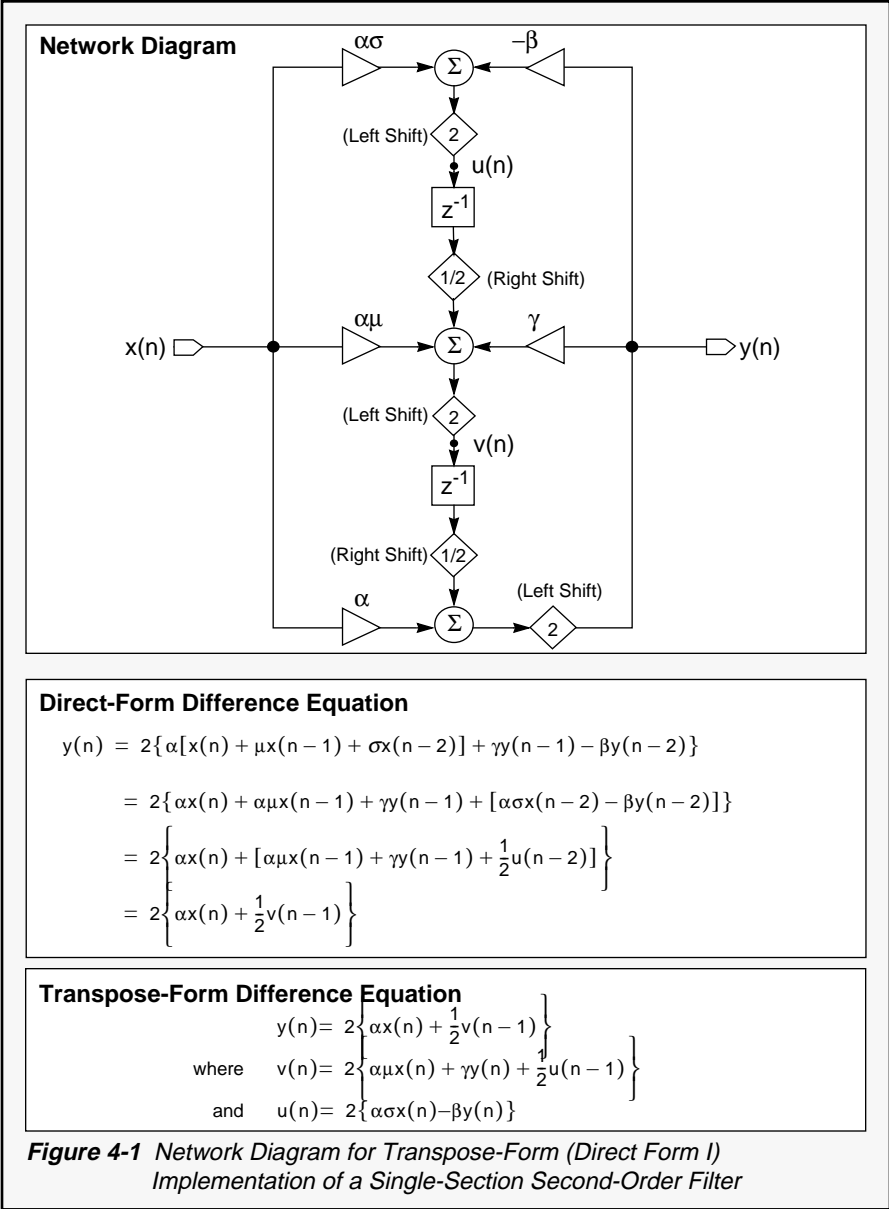 Network Diagram
ασ
Σ
−β
(Left Shift)
2
u(n)
z⁻¹
1/2
(Right Shift)
x(n)
αμ
Σ
γ
y(n)
(Left Shift)
2
v(n)
z⁻¹
(Right Shift)
1/2
(Left Shift)
α
Σ
2
Direct-Form Difference Equation
y(n) = 2{α[x(n) + μx(n − 1) + σx(n − 2)] + γy(n − 1) − βy(n − 2)}
= 2{αx(n) + αμx(n − 1) + γy(n − 1) + [ασx(n − 2) − βy(n − 2)]}
= 2{αx(n) + [αμx(n − 1) + γy(n − 1) + 1/2u(n − 2)]}
= 2{αx(n) + 1/2v(n − 1)}
Transpose-Form Difference Equation
y(n)= 2{αx(n) + 1/2v(n − 1)}
where v(n)= 2{αμx(n) + γy(n) + 1/2u(n − 1)}
and u(n)= 2{ασx(n)−βy(n)}
Figure 4-1 Network Diagram for Transpose-Form (Direct Form I)
Implementation of a Single-Section Second-Order Filter